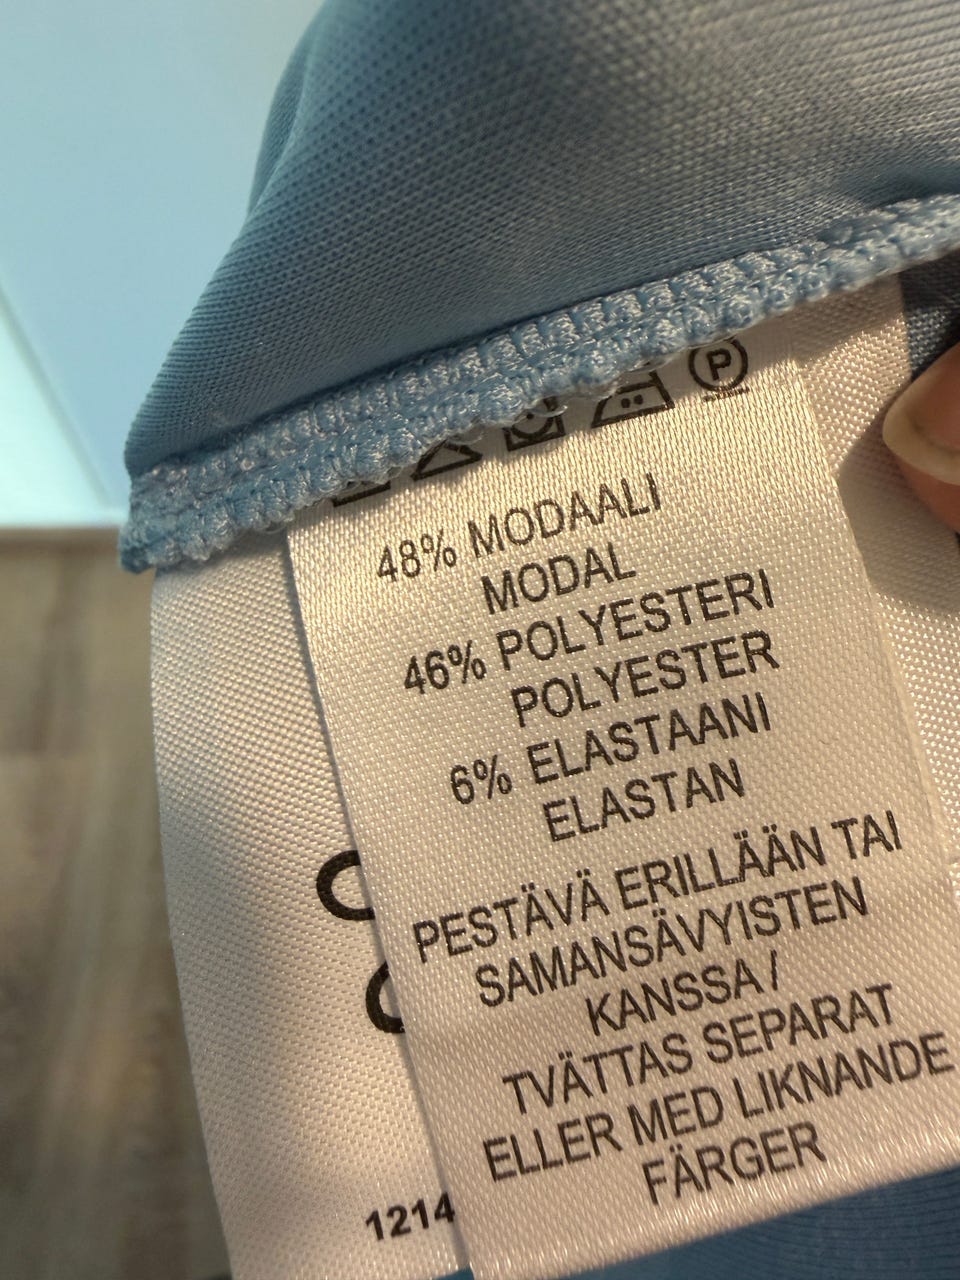 P
48% MODAALI
MODAL
46% POLYESTERI
POLYESTER
6% ELASTAANI
ELASTAN
PESTÄVÄ ERILLÄÄN TAI
SAMANSÄVYISTEN
KANSSA /
TVÄTTAS SEPARAT
ELLER MED LIKNANDE
FÄRGER
1214